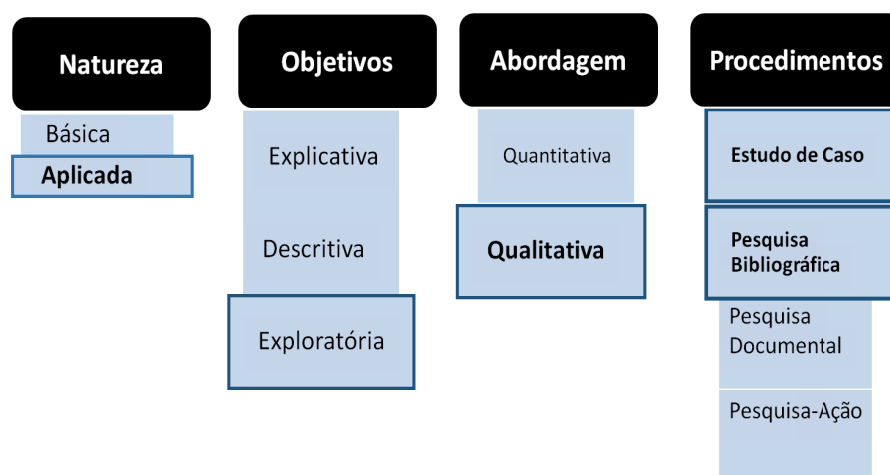 Natureza
Básica
Aplicada
Objetivos
Explicativa
Descritiva
Exploratória
Abordagem
Quantitativa
Qualitativa
Procedimentos
Estudo de Caso
Pesquisa
Bibliográfica
Pesquisa
Documental
Pesquisa-Ação